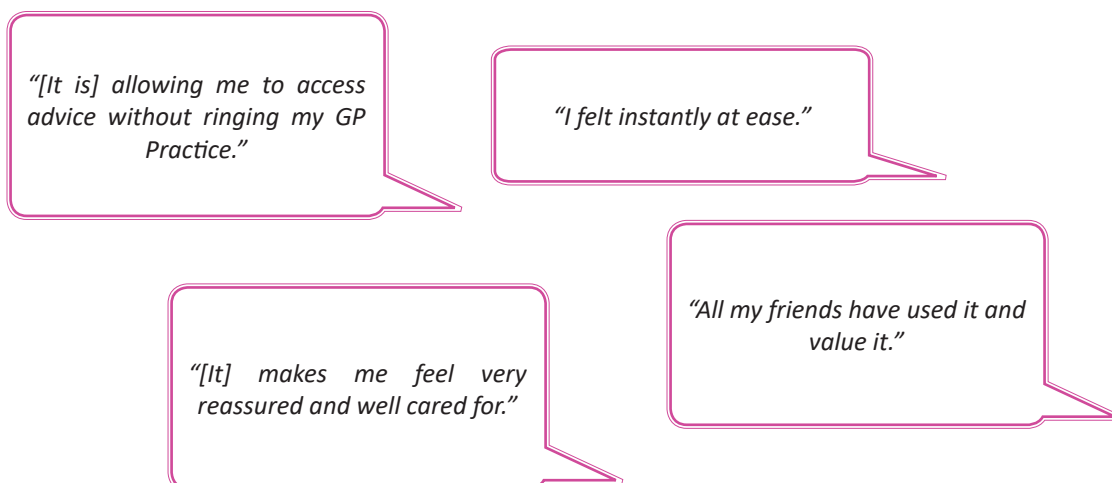 “[It is] allowing me to access
advice without ringing my GP
Practice.”
“I felt instantly at ease.”
“All my friends have used it and
value it.”
“[It] makes me feel very
reassured and well cared for.”